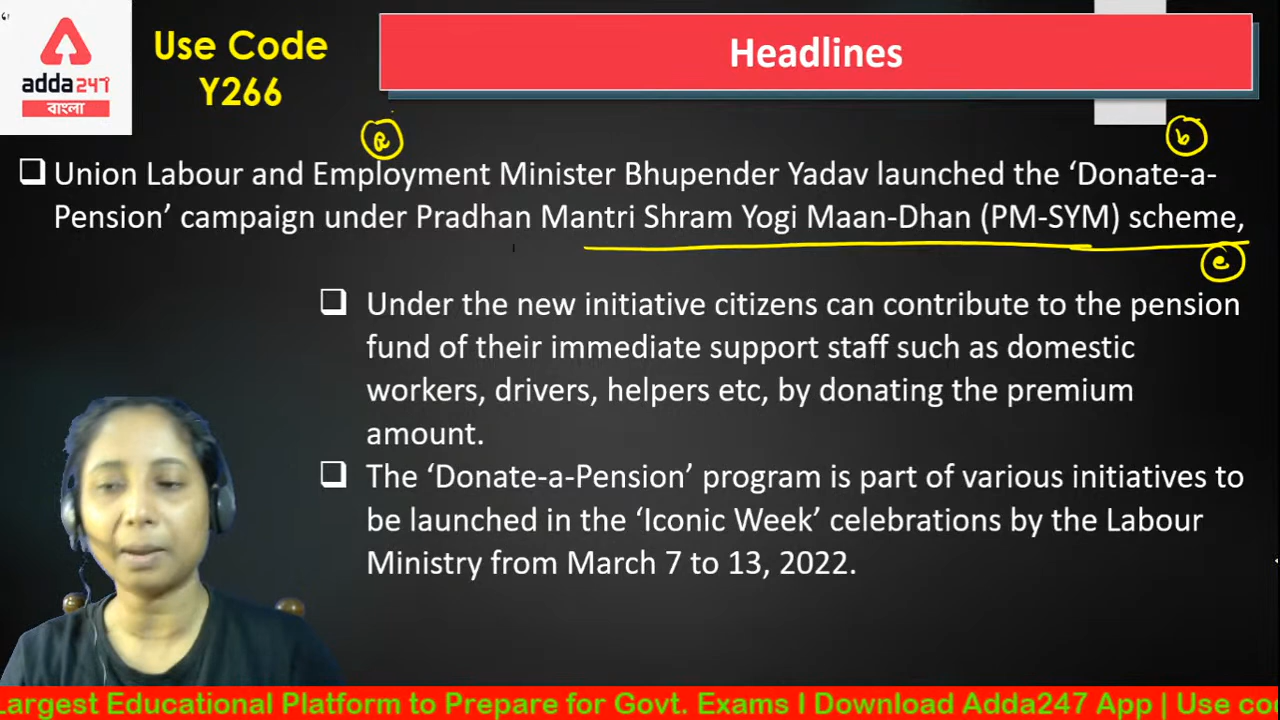 Use Code
Y266
adda247
বাংলা
Headlines
a
b
❑ Union Labour and Employment Minister Bhupender Yadav launched the ‘Donate-a-
Pension’ campaign under Pradhan Mantri Shram Yogi Maan-Dhan (PM-SYM) scheme,
❑ Under the new initiative citizens can contribute to the pension
fund of their immediate support staff such as domestic
workers, drivers, helpers etc, by donating the premium
amount.
❑ The ‘Donate-a-Pension’ program is part of various initiatives to
be launched in the ‘Iconic Week’ celebrations by the Labour
Ministry from March 7 to 13, 2022.
Largest Educational Platform to Prepare for Govt. Exams I Download Adda247 App | Use co